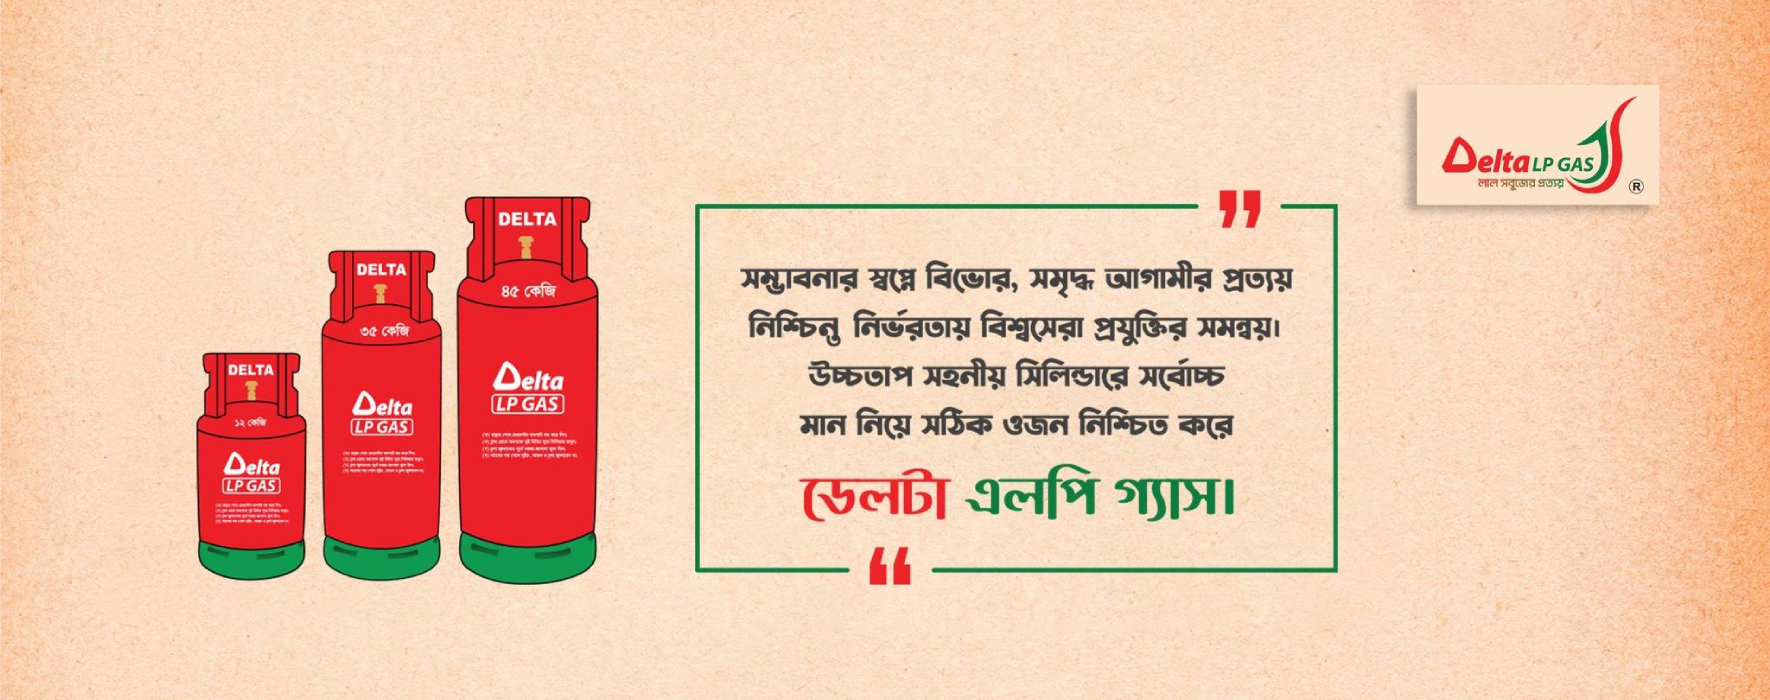 DELTA
১২ কেজি
Delta
LP GAS
DELTA
৩৫ কেজি
Delta
LP GAS
DELTA
৪৫ কেজি
Delta
LP GAS
সম্ভাবনার স্বপ্নে বিভোর, সমৃদ্ধ আগামীর প্রত্যয়
নিশ্চিন্ত নির্ভরতায় বিশ্বসেরা প্রযুক্তির সমন্বয়।
উচ্চতাপ সহনীয় সিলিন্ডারে সর্বোচ্চ
মান নিয়ে সঠিক ওজন নিশ্চিত করে
ডেলটা এলপি গ্যাস।
Delta LP GAS
লাল সবুজের প্রত্যয় ®